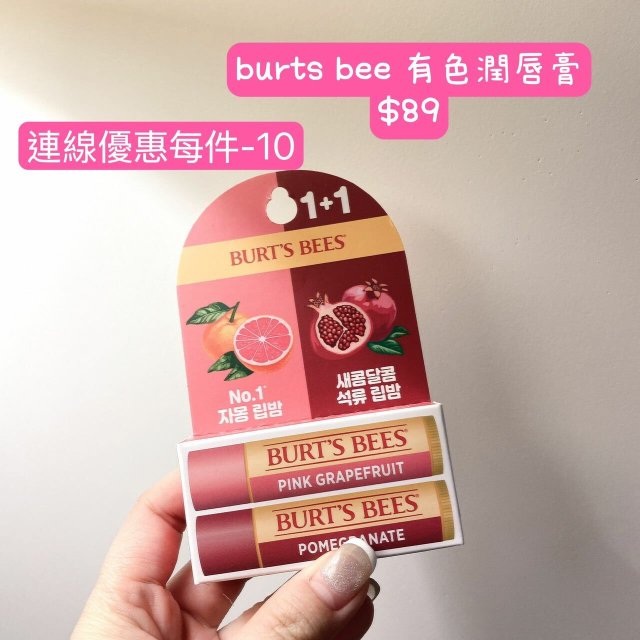 burts bee 有色潤唇膏
$89
連線優惠每件-10
1+1
BURT'S BEES
No.1
자몽 립밤
새콤달콤
석류 립밤
BURT'S BEES
PINK GRAPEFRUIT
BURT'S BEES
POMEGRANATE